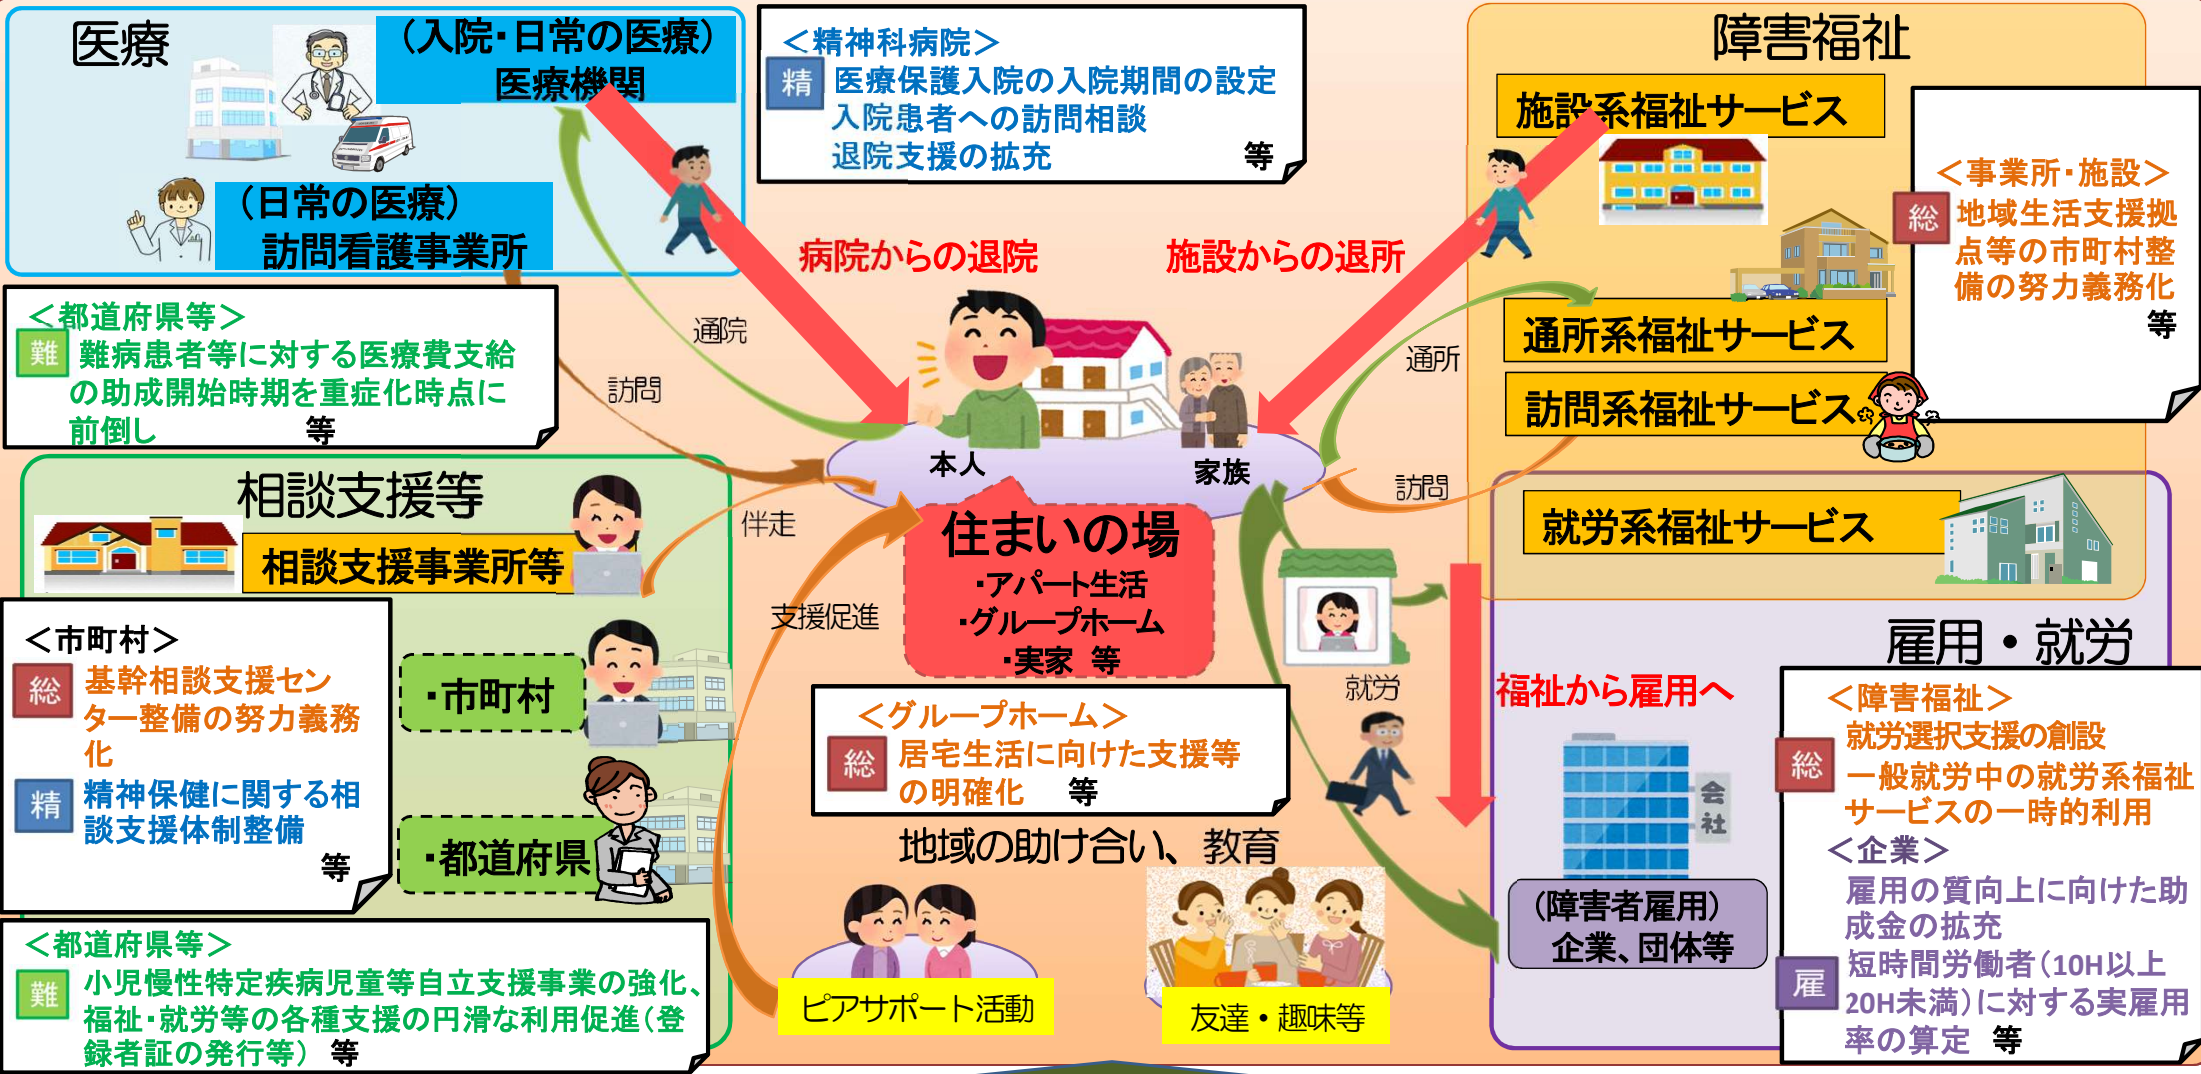 医療
（入院・日常の医療）
医療機関
（日常の医療）
訪問看護事業所
＜精神科病院＞
精
医療保護入院の入院期間の設定
入院患者への訪問相談
退院支援の拡充
等
障害福祉
施設系福祉サービス
＜事業所・施設＞
総
地域生活支援拠
点等の市町村整
備の努力義務化
等
通所系福祉サービス
訪問系福祉サービス
就労系福祉サービス
病院からの退院
施設からの退所
通院
訪問
通所
訪問
＜都道府県等＞
難
難病患者等に対する医療費支給
の助成開始時期を重症化時点に
前倒し
等
本人
家族
住まいの場
・アパート生活
・グループホーム
・実家 等
相談支援等
相談支援事業所等
伴走
支援促進
＜市町村＞
総
基幹相談支援セン
ター整備の努力義務
化
精
精神保健に関する相
談支援体制整備
等
・市町村
・都道府県
＜都道府県等＞
難
小児慢性特定疾病児童等自立支援事業の強化、
福祉・就労等の各種支援の円滑な利用促進（登
録者証の発行等） 等
＜グループホーム＞
総
居宅生活に向けた支援等
の明確化 等
地域の助け合い、教育
ピアサポート活動
友達・趣味等
就労
福祉から雇用へ
雇用・就労
会
社
（障害者雇用）
企業、団体等
＜障害福祉＞
総
就労選択支援の創設
一般就労中の就労系福祉
サービスの一時的利用
＜企業＞
雇用の質向上に向けた助
成金の拡充
雇
短時間労働者（10H以上
20H未満）に対する実雇用
率の算定 等